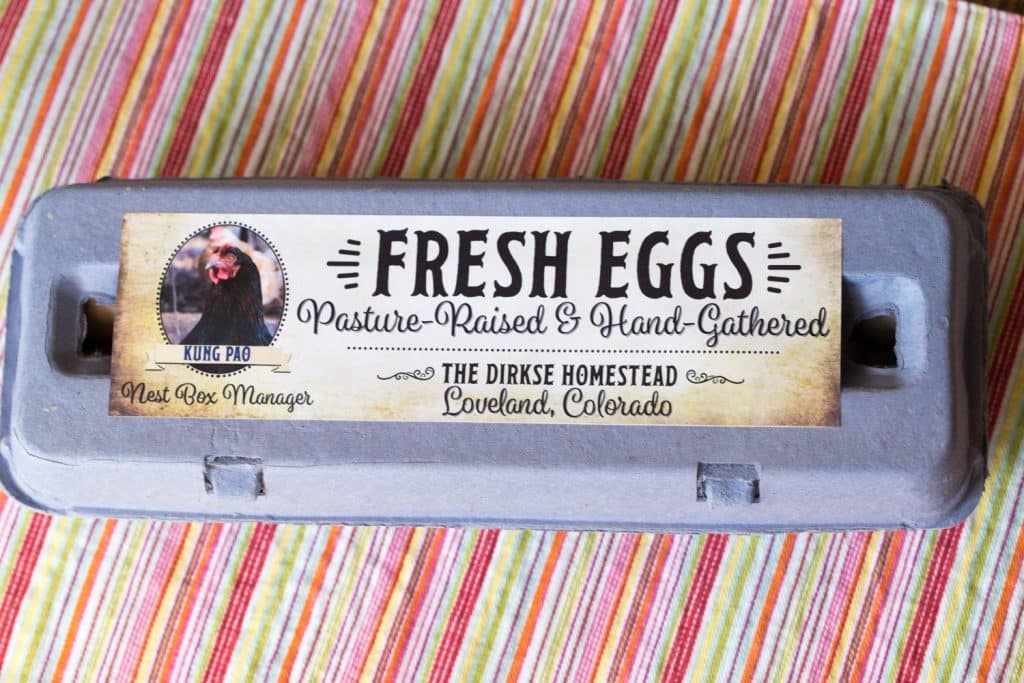 KUNG PAO
Nest Box Manager
FRESH EGGS
Pasture-Raised & Hand-Gathered
THE DIRKSE HOMESTEAD
Loveland, Colorado